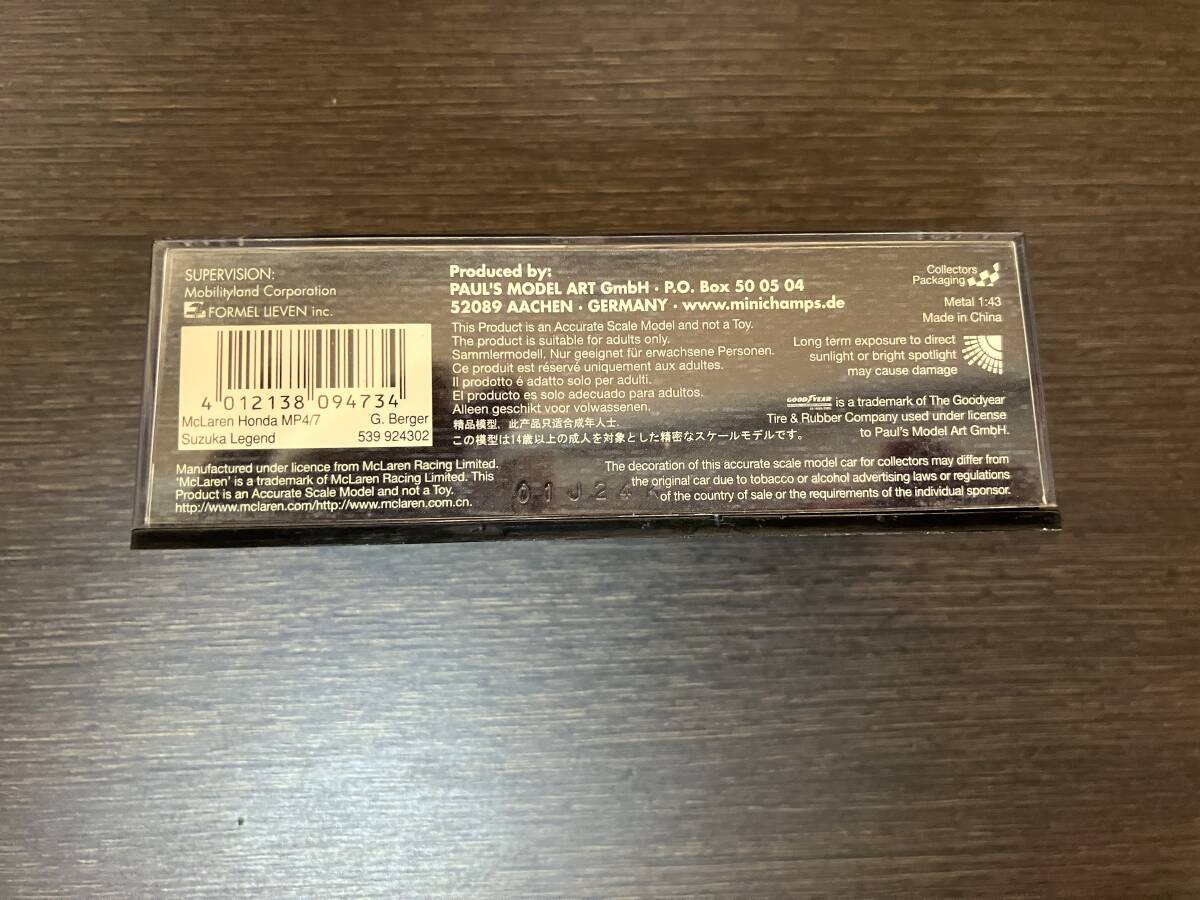 SUPERVISION:
Mobilityland Corporation
FORMEL LIEVEN inc.
4 012138 094734
McLaren Honda MP4/7 G. Berger
Suzuka Legend 539 924302
Manufactured under licence from McLaren Racing Limited.
'McLaren' is a trademark of McLaren Racing Limited. This
Product is an Accurate Scale Model and not a Toy.
http://www.mclaren.com/http://www.mclaren.com.cn.
Produced by:
PAUL'S MODEL ART GmbH · P.O. Box 50 05 04
52089 AACHEN · GERMANY · www.minichamps.de
This Product is an Accurate Scale Model and not a Toy.
The product is suitable for adults only.
Sammlermodell. Nur geeignet für erwachsene Personen.
Ce produit est réservé uniquement aux adultes.
Il prodotto é adatto solo per adulti.
El producto es solo adecuado para adultos.
Alleen geschikt voor volwassenen.
精品模型, 此产品只适合成年人士.
この模型は14歳以上の成人を対象とした精密なスケールモデルです。
Collectors
Packaging
Metal 1:43
Made in China
Long term exposure to direct
sunlight or bright spotlight
may cause damage
GOODYEAR is a trademark of The Goodyear
Tire & Rubber Company used under license
to Paul's Model Art GmbH.
The decoration of this accurate scale model car for collectors may differ from
the original car due to tobacco or alcohol advertising laws or regulations
of the country of sale or the requirements of the individual sponsor.
01J24